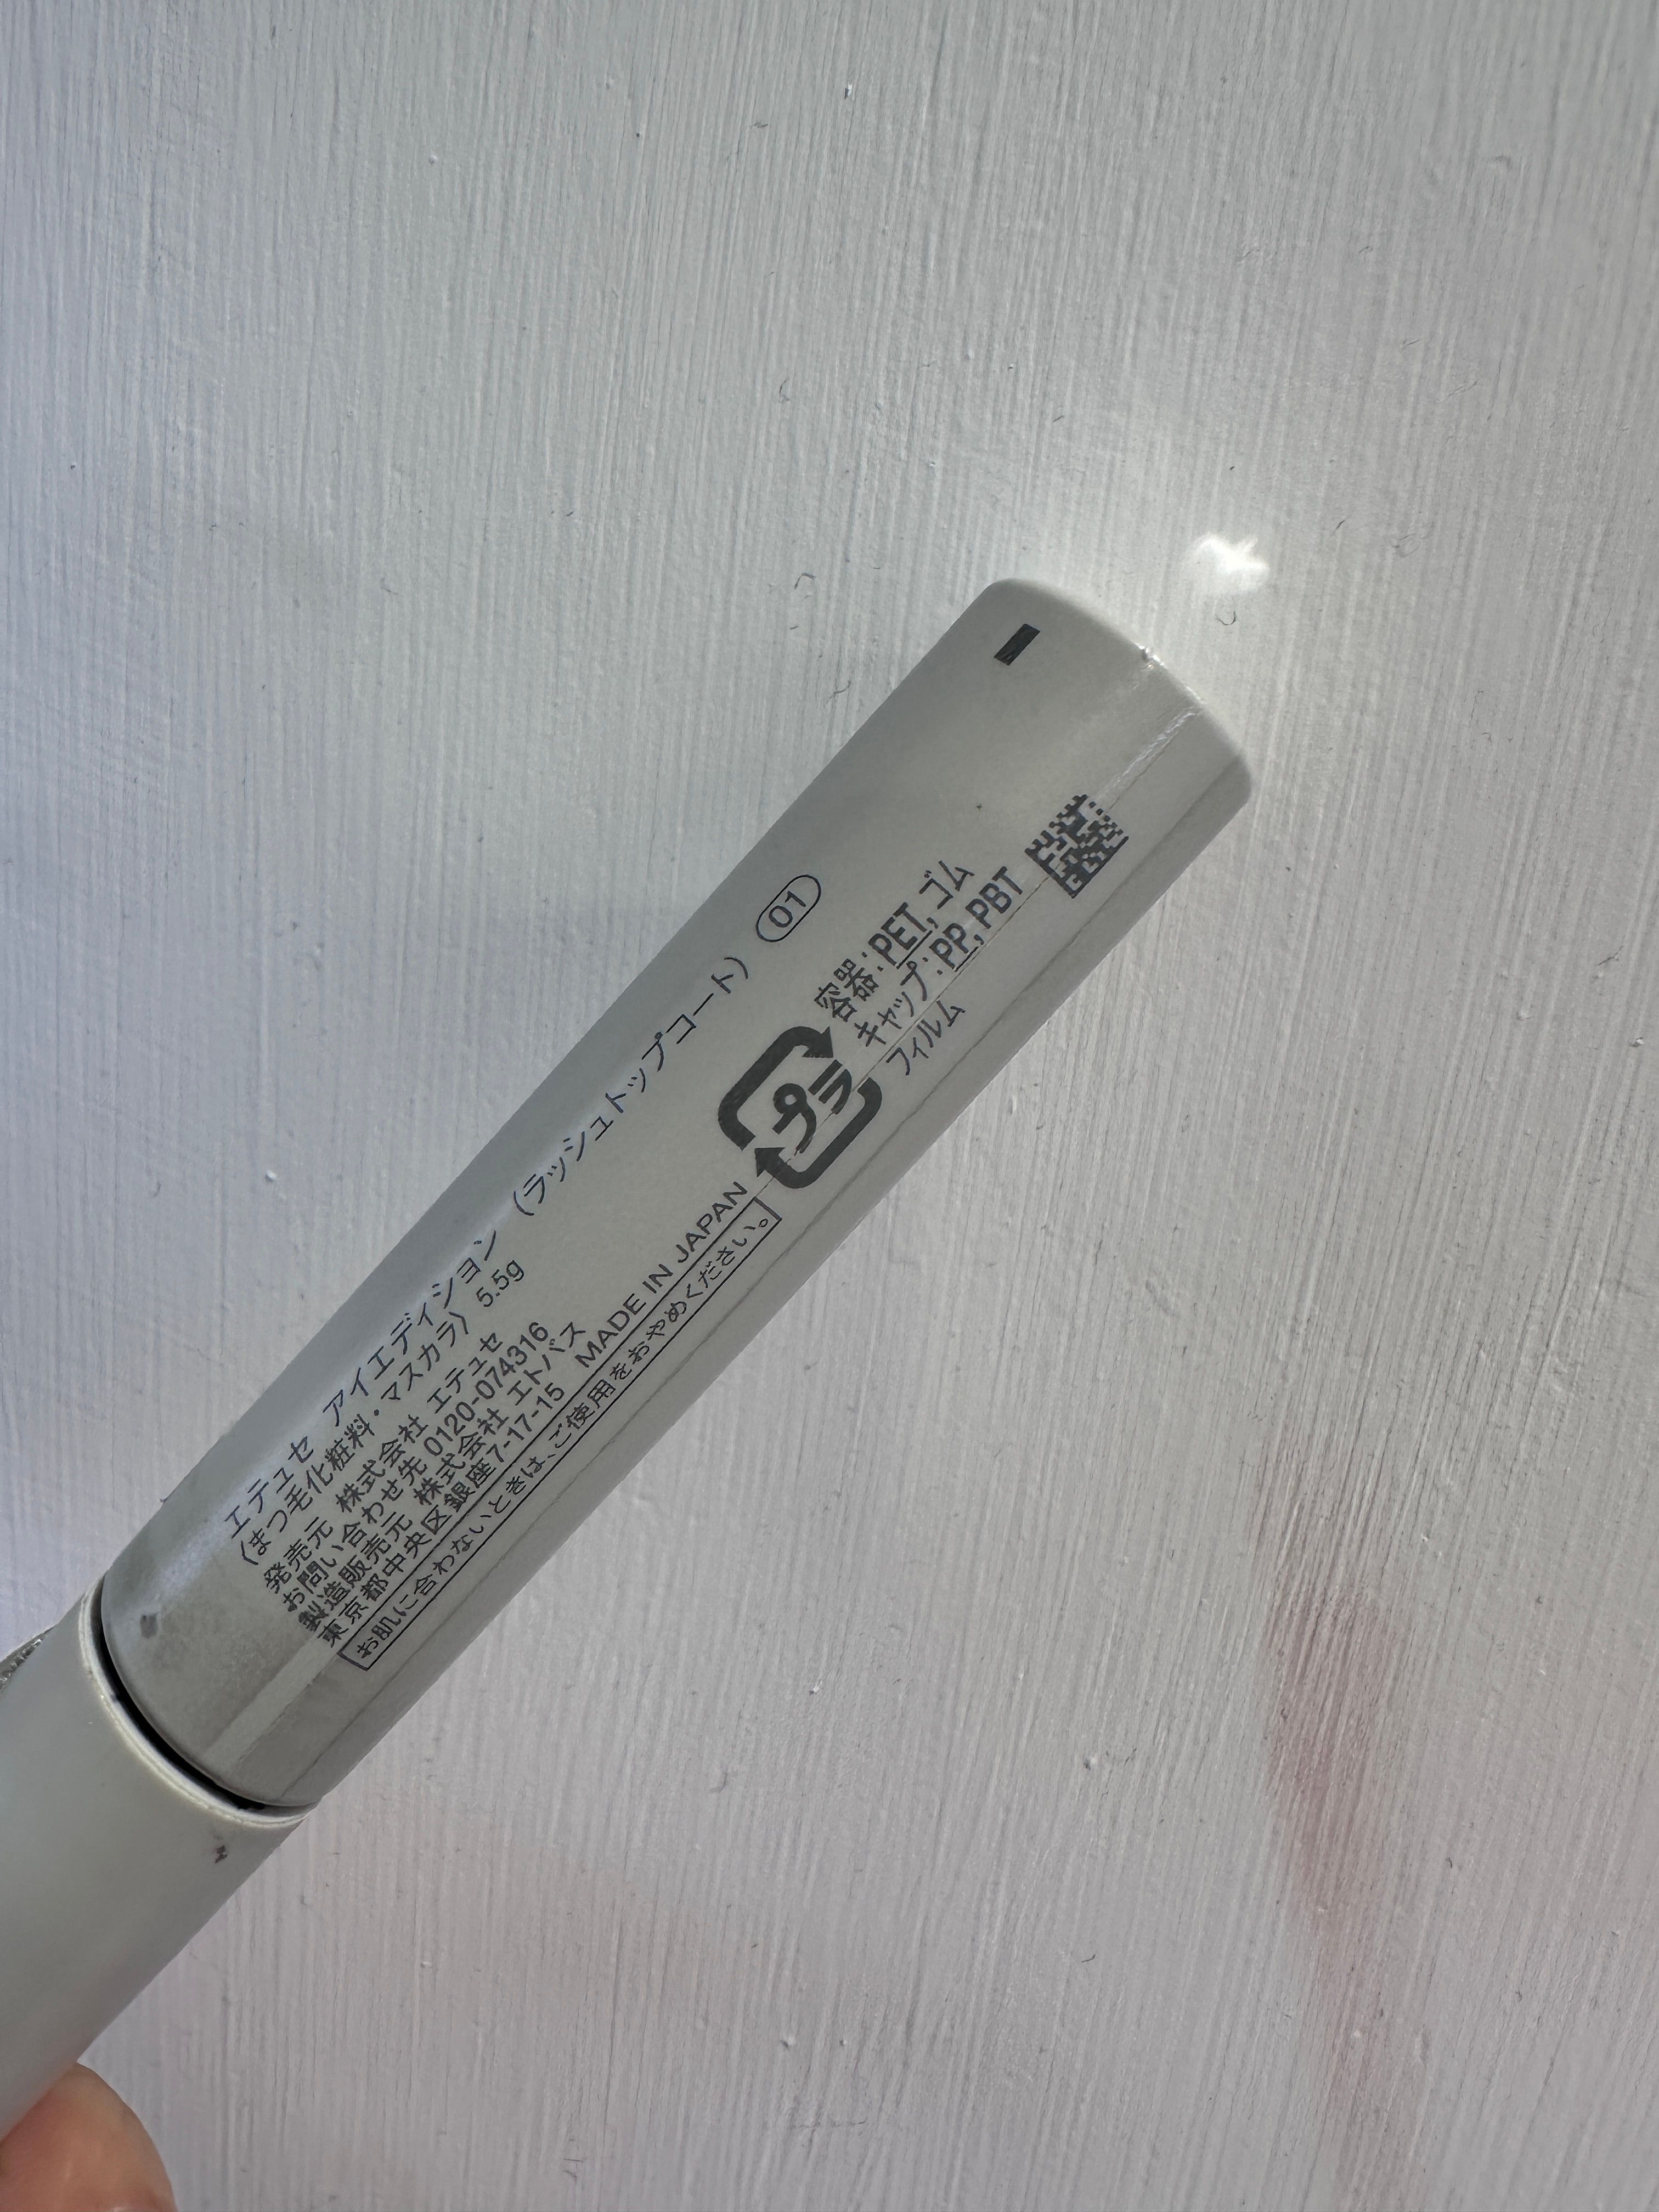 エテュセ アイエディション (ラッシュトップコート) 01
〈まつ毛化粧料・マスカラ〉 5.5g
発売元 株式会社 エテュセ
お問い合わせ先 0120-074316
製造販売元 株式会社 エトバス
東京都中央区銀座7-17-15 MADE IN JAPAN
お肌に合わないときは、ご使用をおやめください。
プラ
容器:PET,ゴム
キャップ:PP,PBT
フィルム